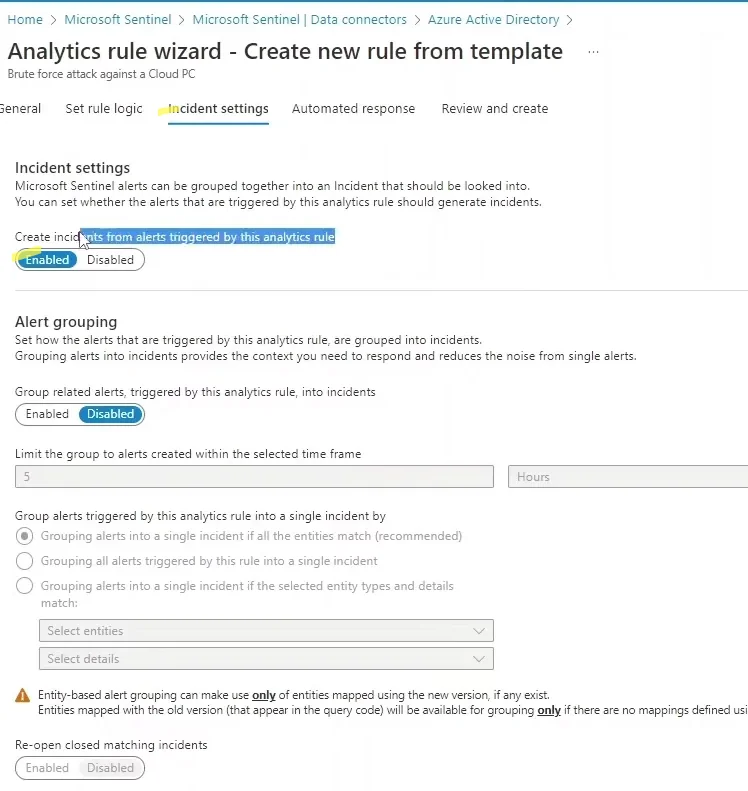 Home > Microsoft Sentinel > Microsoft Sentinel | Data connectors > Azure Active Directory >
Analytics rule wizard - Create new rule from template ...
Brute force attack against a Cloud PC
General Set rule logic Incident settings Automated response Review and create
Incident settings
Microsoft Sentinel alerts can be grouped together into an Incident that should be looked into.
You can set whether the alerts that are triggered by this analytics rule should generate incidents.
Create incidents from alerts triggered by this analytics rule
Enabled Disabled
Alert grouping
Set how the alerts that are triggered by this analytics rule, are grouped into incidents.
Grouping alerts into incidents provides the context you need to respond and reduces the noise from single alerts.
Group related alerts, triggered by this analytics rule, into incidents
Enabled Disabled
Limit the group to alerts created within the selected time frame
5 Hours
Group alerts triggered by this analytics rule into a single incident by
Grouping alerts into a single incident if all the entities match (recommended)
Grouping all alerts triggered by this rule into a single incident
Grouping alerts into a single incident if the selected entity types and details
match:
Select entities
Select details
Entity-based alert grouping can make use only of entities mapped using the new version, if any exist.
Entities mapped with the old version (that appear in the query code) will be available for grouping only if there are no mappings defined usi
Re-open closed matching incidents
Enabled Disabled